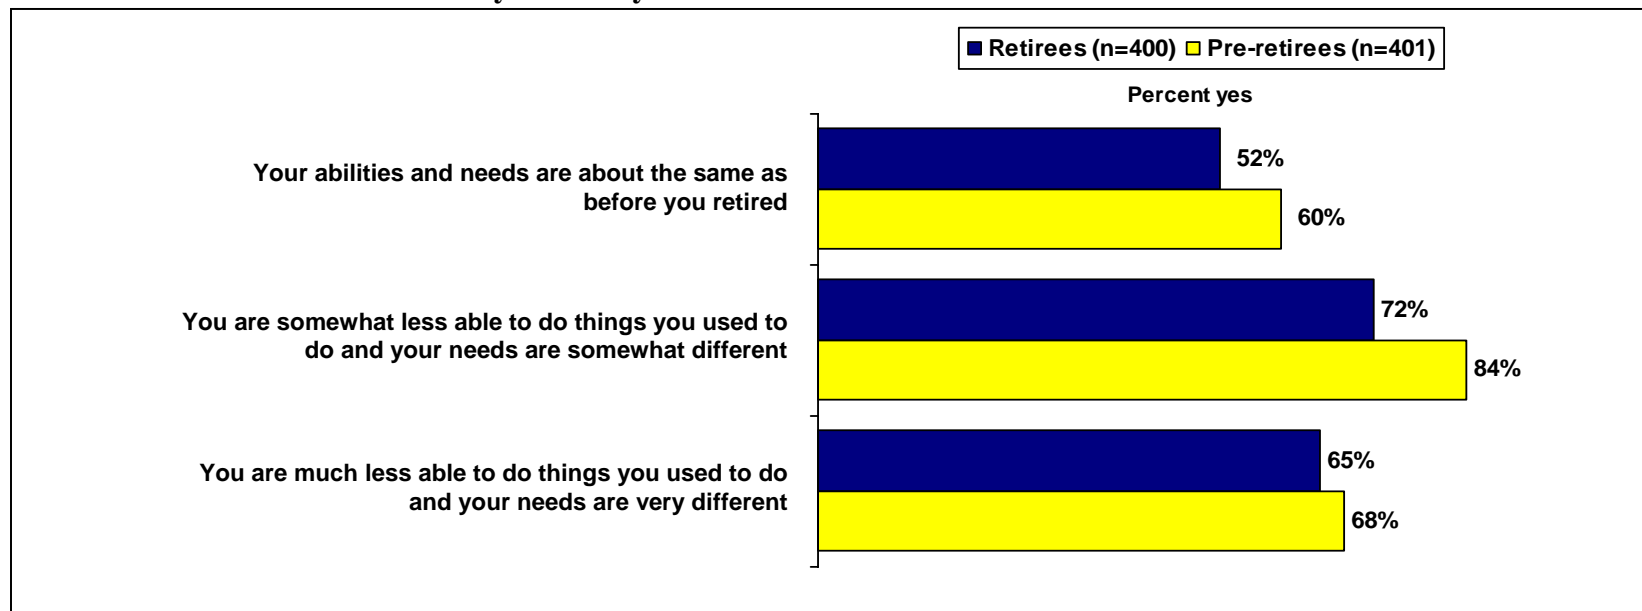 Retirees (n=400) Pre-retirees (n=401)
Percent yes
Your abilities and needs are about the same as
before you retired
52%
60%
You are somewhat less able to do things you used to
do and your needs are somewhat different
72%
84%
You are much less able to do things you used to do
and your needs are very different
65%
68%